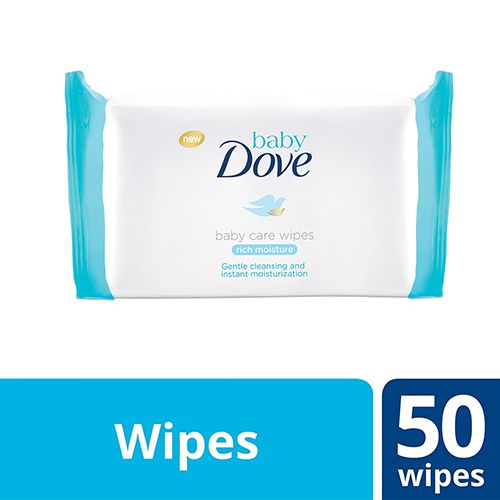 new
baby
Dove
baby care wipes
rich moisture
Gentle cleansing and
instant moisturization
Wipes
50
wipes